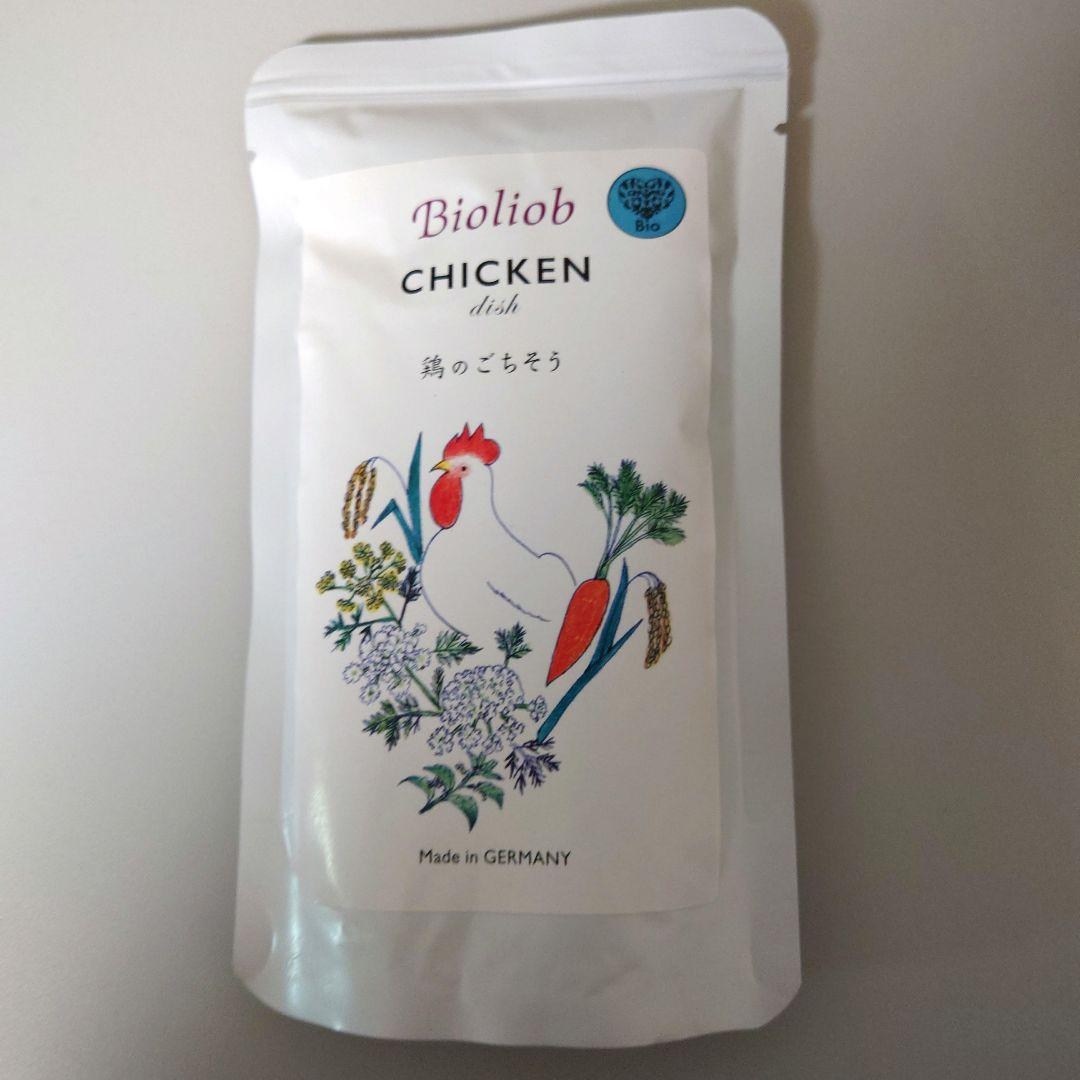 Bioliob
Bio
CHICKEN
dish
鶏のごちそう
Made in GERMANY